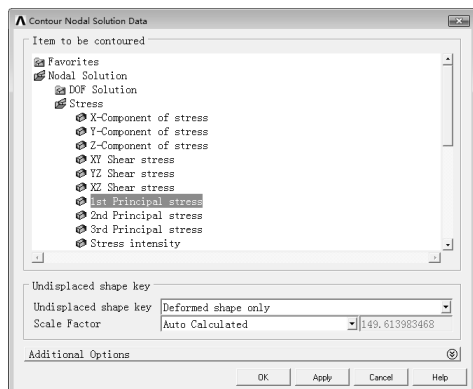 Contour Nodal Solution Data
Item to be contoured
Favorites
Nodal Solution
DOF Solution
Stress
X-Component of stress
Y-Component of stress
Z-Component of stress
XY Shear stress
YZ Shear stress
XZ Shear stress
1st Principal stress
2nd Principal stress
3rd Principal stress
Stress intensity
Undisplaced shape key
Undisplaced shape key Deformed shape only
Scale Factor Auto Calculated 149.613983468
Additional Options
OK Apply Cancel Help